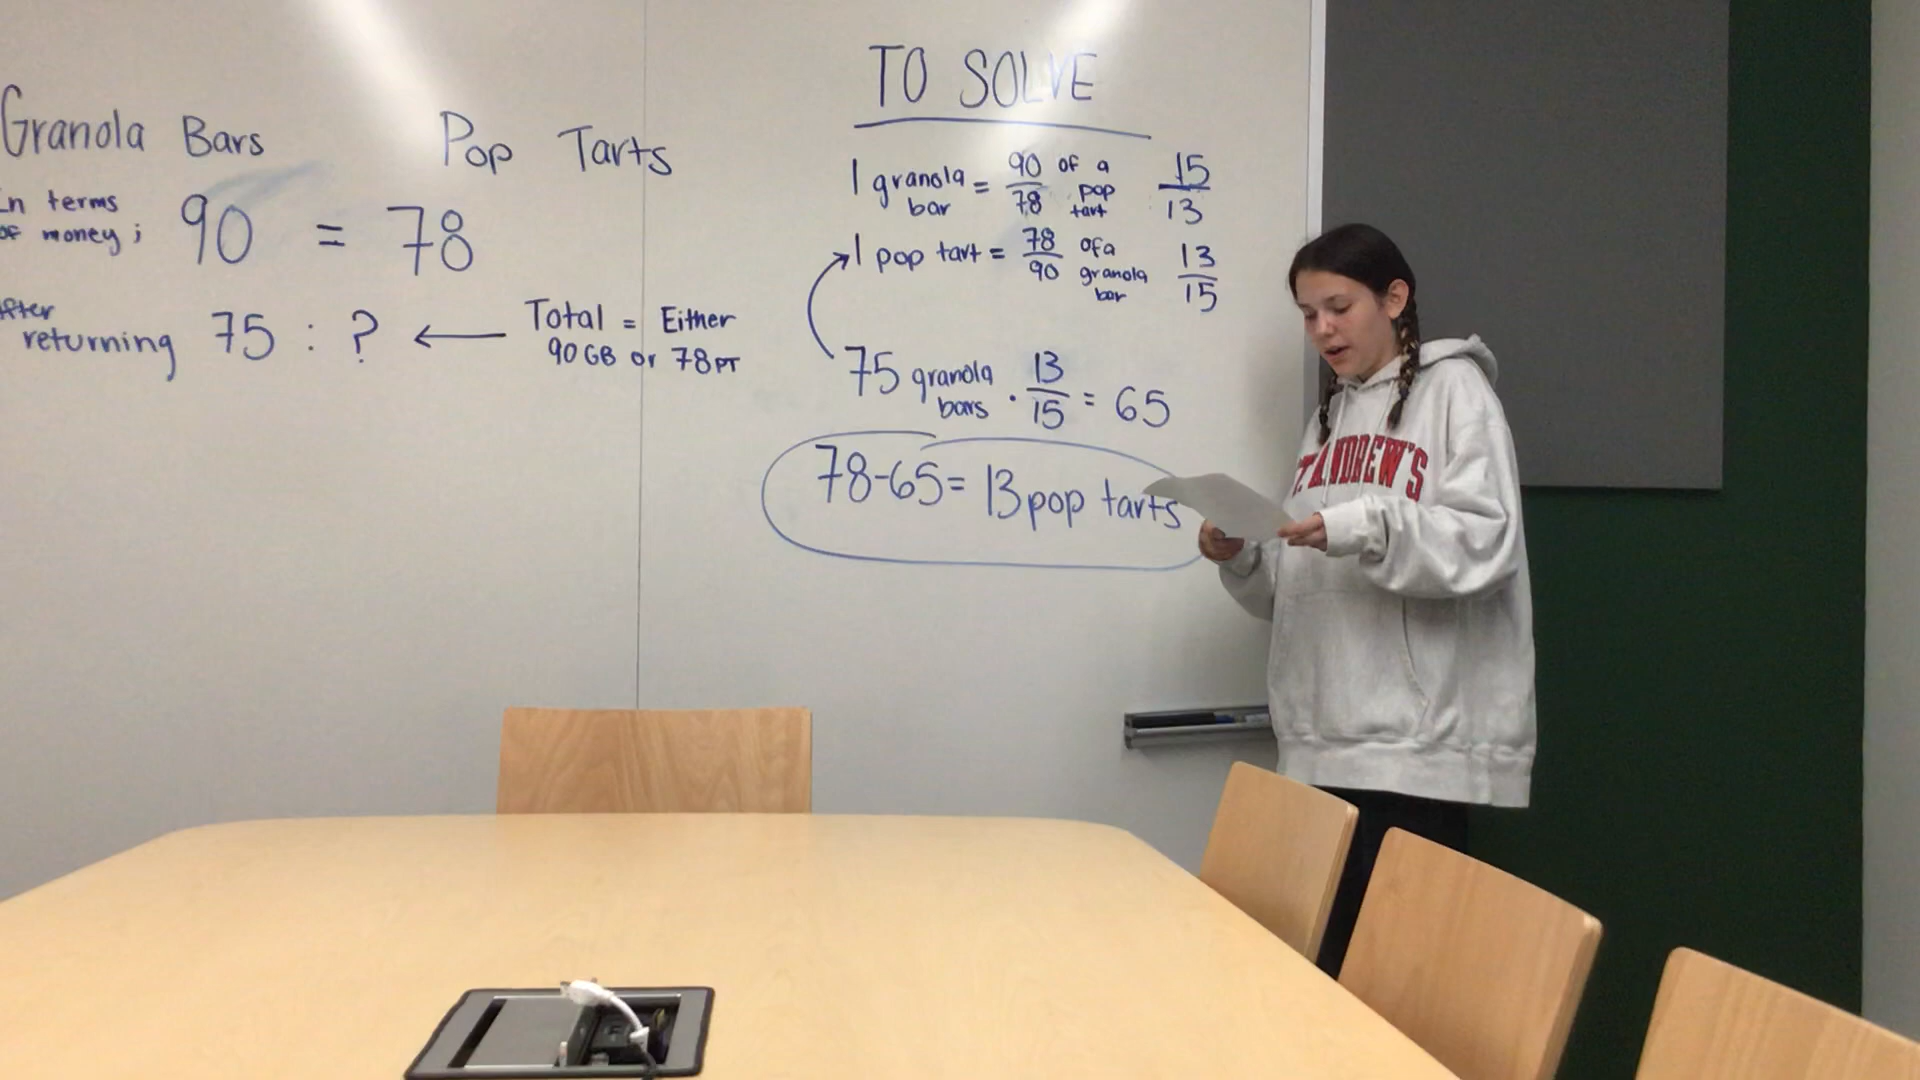 Granola Bars Pop Tarts
In terms
of money; 90 = 78
After
returning 75 : ? ← Total = Either
90 GB or 78 PT
TO SOLVE
1 granola bar = 90/78 of a pop tart 15/13
1 pop tart = 78/90 of a granola bar 13/15
75 granola bars · 13/15 = 65
78-65= 13 pop tarts
T. ANDREW'S